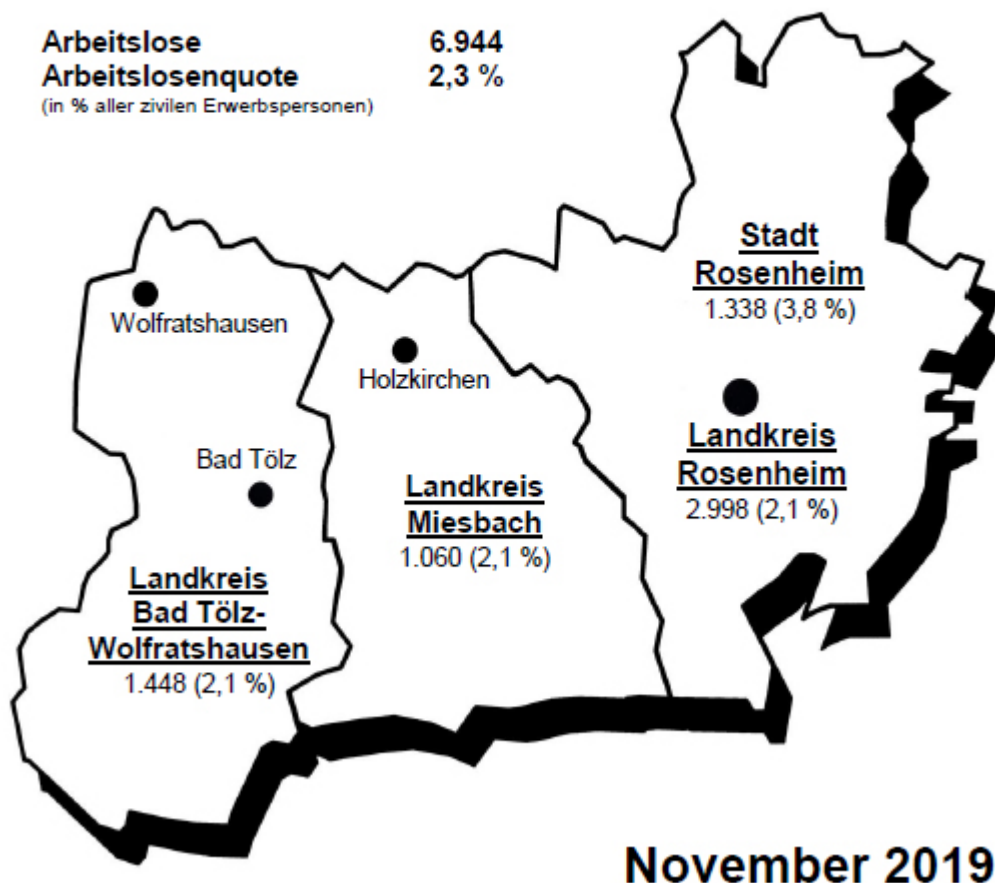 Arbeitslose 6.944
Arbeitslosenquote 2,3 %
(in % aller zivilen Erwerbspersonen)
Stadt
Rosenheim
1.338 (3,8 %)
Wolfratshausen
Holzkirchen
Landkreis
Rosenheim
2.998 (2,1 %)
Bad Tölz
Landkreis
Miesbach
1.060 (2,1 %)
Landkreis
Bad Tölz-
Wolfratshausen
1.448 (2,1 %)
November 2019